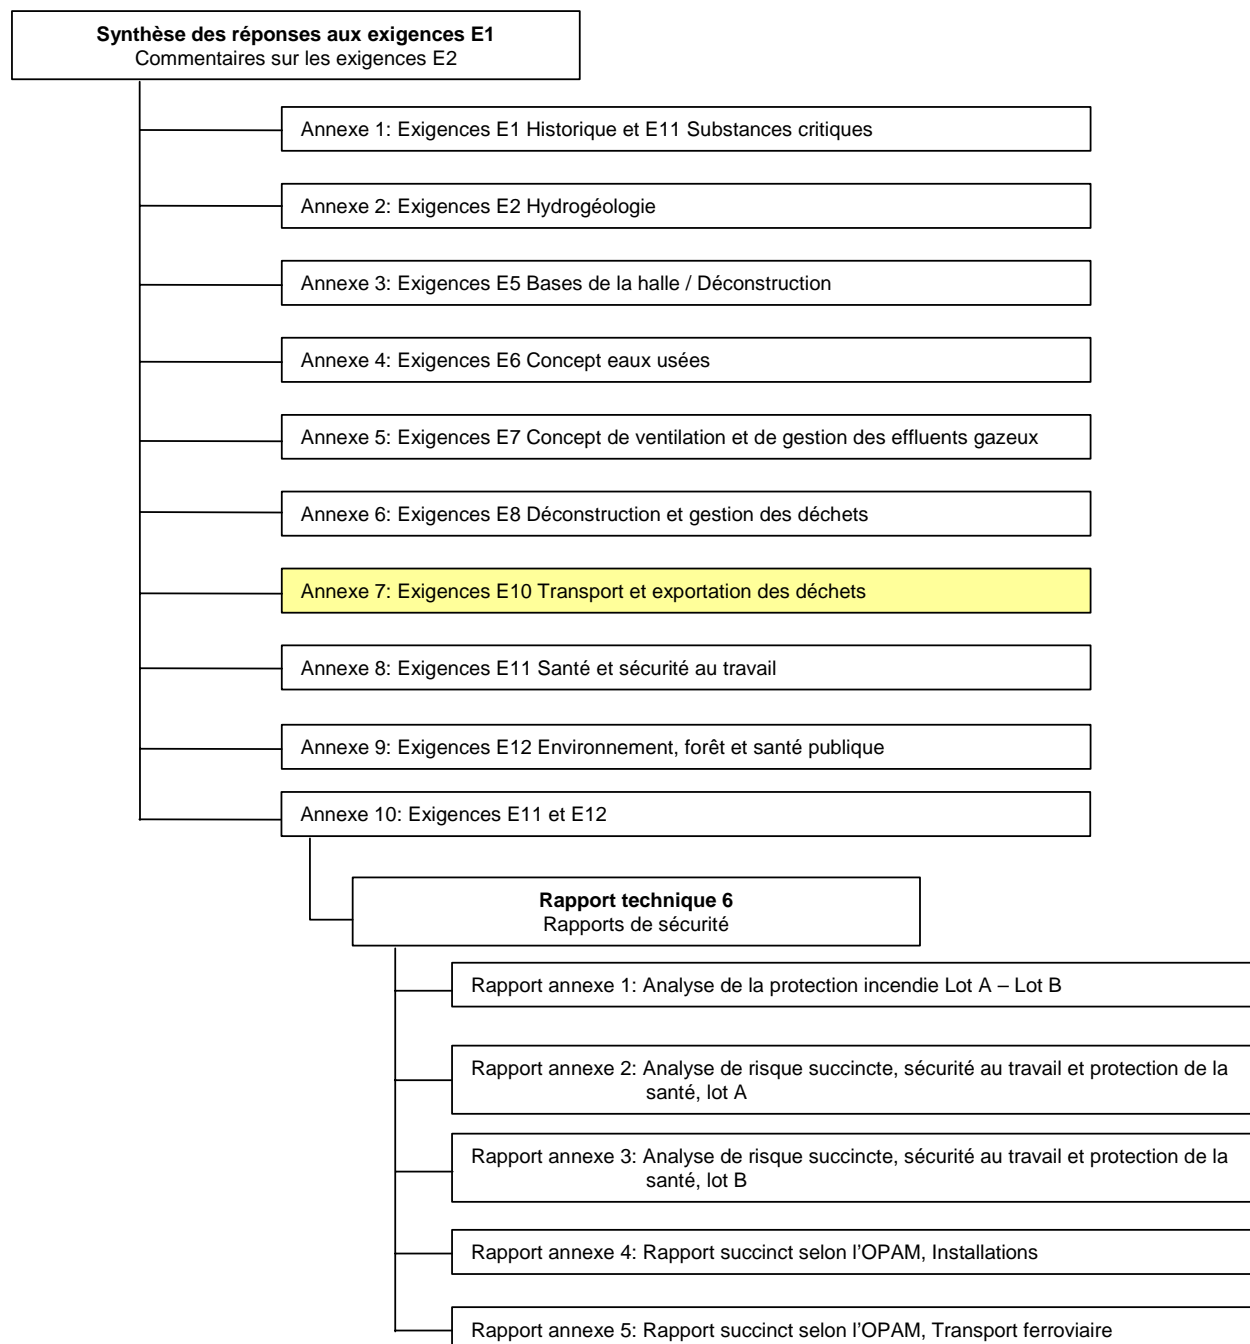 Synthèse des réponses aux exigences E1
Commentaires sur les exigences E2
Annexe 1: Exigences E1 Historique et E11 Substances critiques
Annexe 2: Exigences E2 Hydrogéologie
Annexe 3: Exigences E5 Bases de la halle / Déconstruction
Annexe 4: Exigences E6 Concept eaux usées
Annexe 5: Exigences E7 Concept de ventilation et de gestion des effluents gazeux
Annexe 6: Exigences E8 Déconstruction et gestion des déchets
Annexe 7: Exigences E10 Transport et exportation des déchets
Annexe 8: Exigences E11 Santé et sécurité au travail
Annexe 9: Exigences E12 Environnement, forêt et santé publique
Annexe 10: Exigences E11 et E12
Rapport technique 6
Rapports de sécurité
Rapport annexe 1: Analyse de la protection incendie Lot A – Lot B
Rapport annexe 2: Analyse de risque succincte, sécurité au travail et protection de la
santé, lot A
Rapport annexe 3: Analyse de risque succincte, sécurité au travail et protection de la
santé, lot B
Rapport annexe 4: Rapport succinct selon l’OPAM, Installations
Rapport annexe 5: Rapport succinct selon l’OPAM, Transport ferroviaire